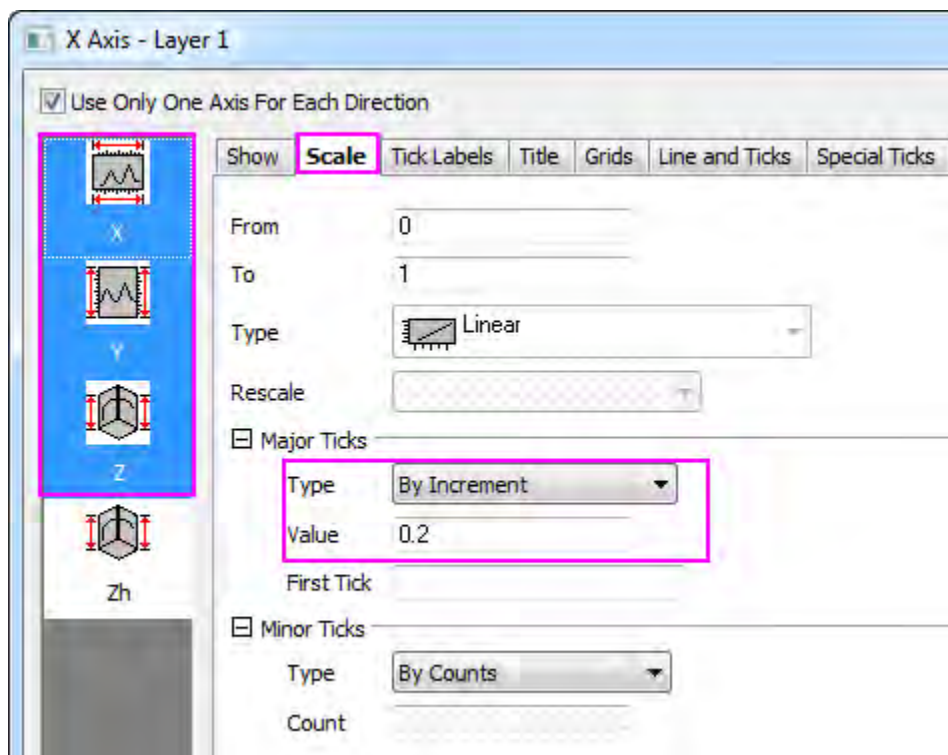 X Axis - Layer 1
Use Only One Axis For Each Direction
Show Scale Tick Labels Title Grids Line and Ticks Special Ticks
X
Y
Z
Zh
From 0
To 1
Type Linear
Rescale
Major Ticks
Type By Increment
Value 0.2
First Tick
Minor Ticks
Type By Counts
Count